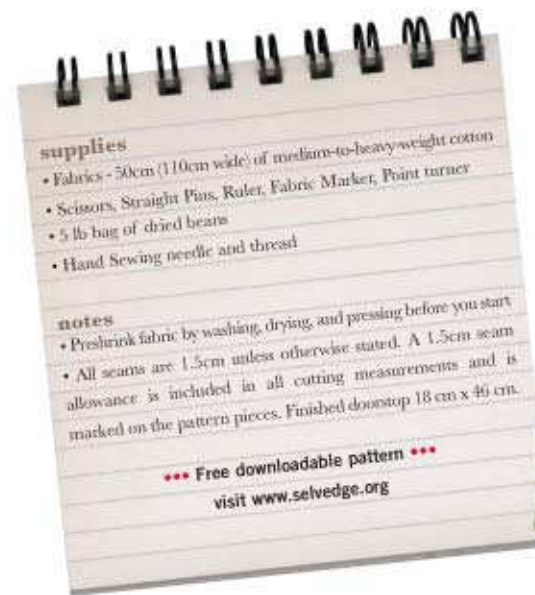 supplies
• Fabrics - 50cm (110cm wide) of medium-to-heavy-weight cotton
• Scissors, Straight Pins, Ruler, Fabric Marker, Point turner
• 5 lb bag of dried beans
• Hand Sewing needle and thread
notes
• Preshrink fabric by washing, drying, and pressing before you start
• All seams are 1.5cm unless otherwise stated. A 1.5cm seam
allowance is included in all cutting measurements and is
marked on the pattern pieces. Finished doorstop 18 cm x 46 cm.
••• Free downloadable pattern •••
visit www.selvedge.org